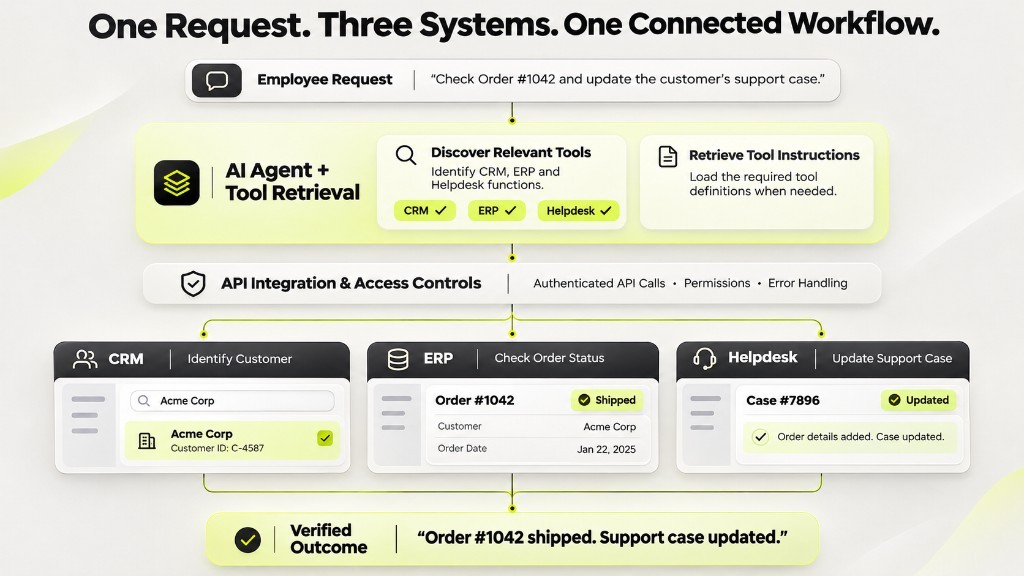 One Request. Three Systems. One Connected Workflow.
Employee Request
“Check Order #1042 and update the customer’s support case.”
AI Agent +
Tool Retrieval
Discover Relevant Tools
Identify CRM, ERP and
Helpdesk functions.
CRM
ERP
Helpdesk
Retrieve Tool Instructions
Load the required tool
definitions when needed.
API Integration & Access Controls
Authenticated API Calls • Permissions • Error Handling
CRM
Identify Customer
Acme Corp
Acme Corp
Customer ID: C-4587
ERP
Check Order Status
Order #1042
Shipped
Customer
Acme Corp
Order Date
Jan 22, 2025
Helpdesk
Update Support Case
Case #7896
Updated
Order details added. Case updated.
Verified
Outcome
“Order #1042 shipped. Support case updated.”